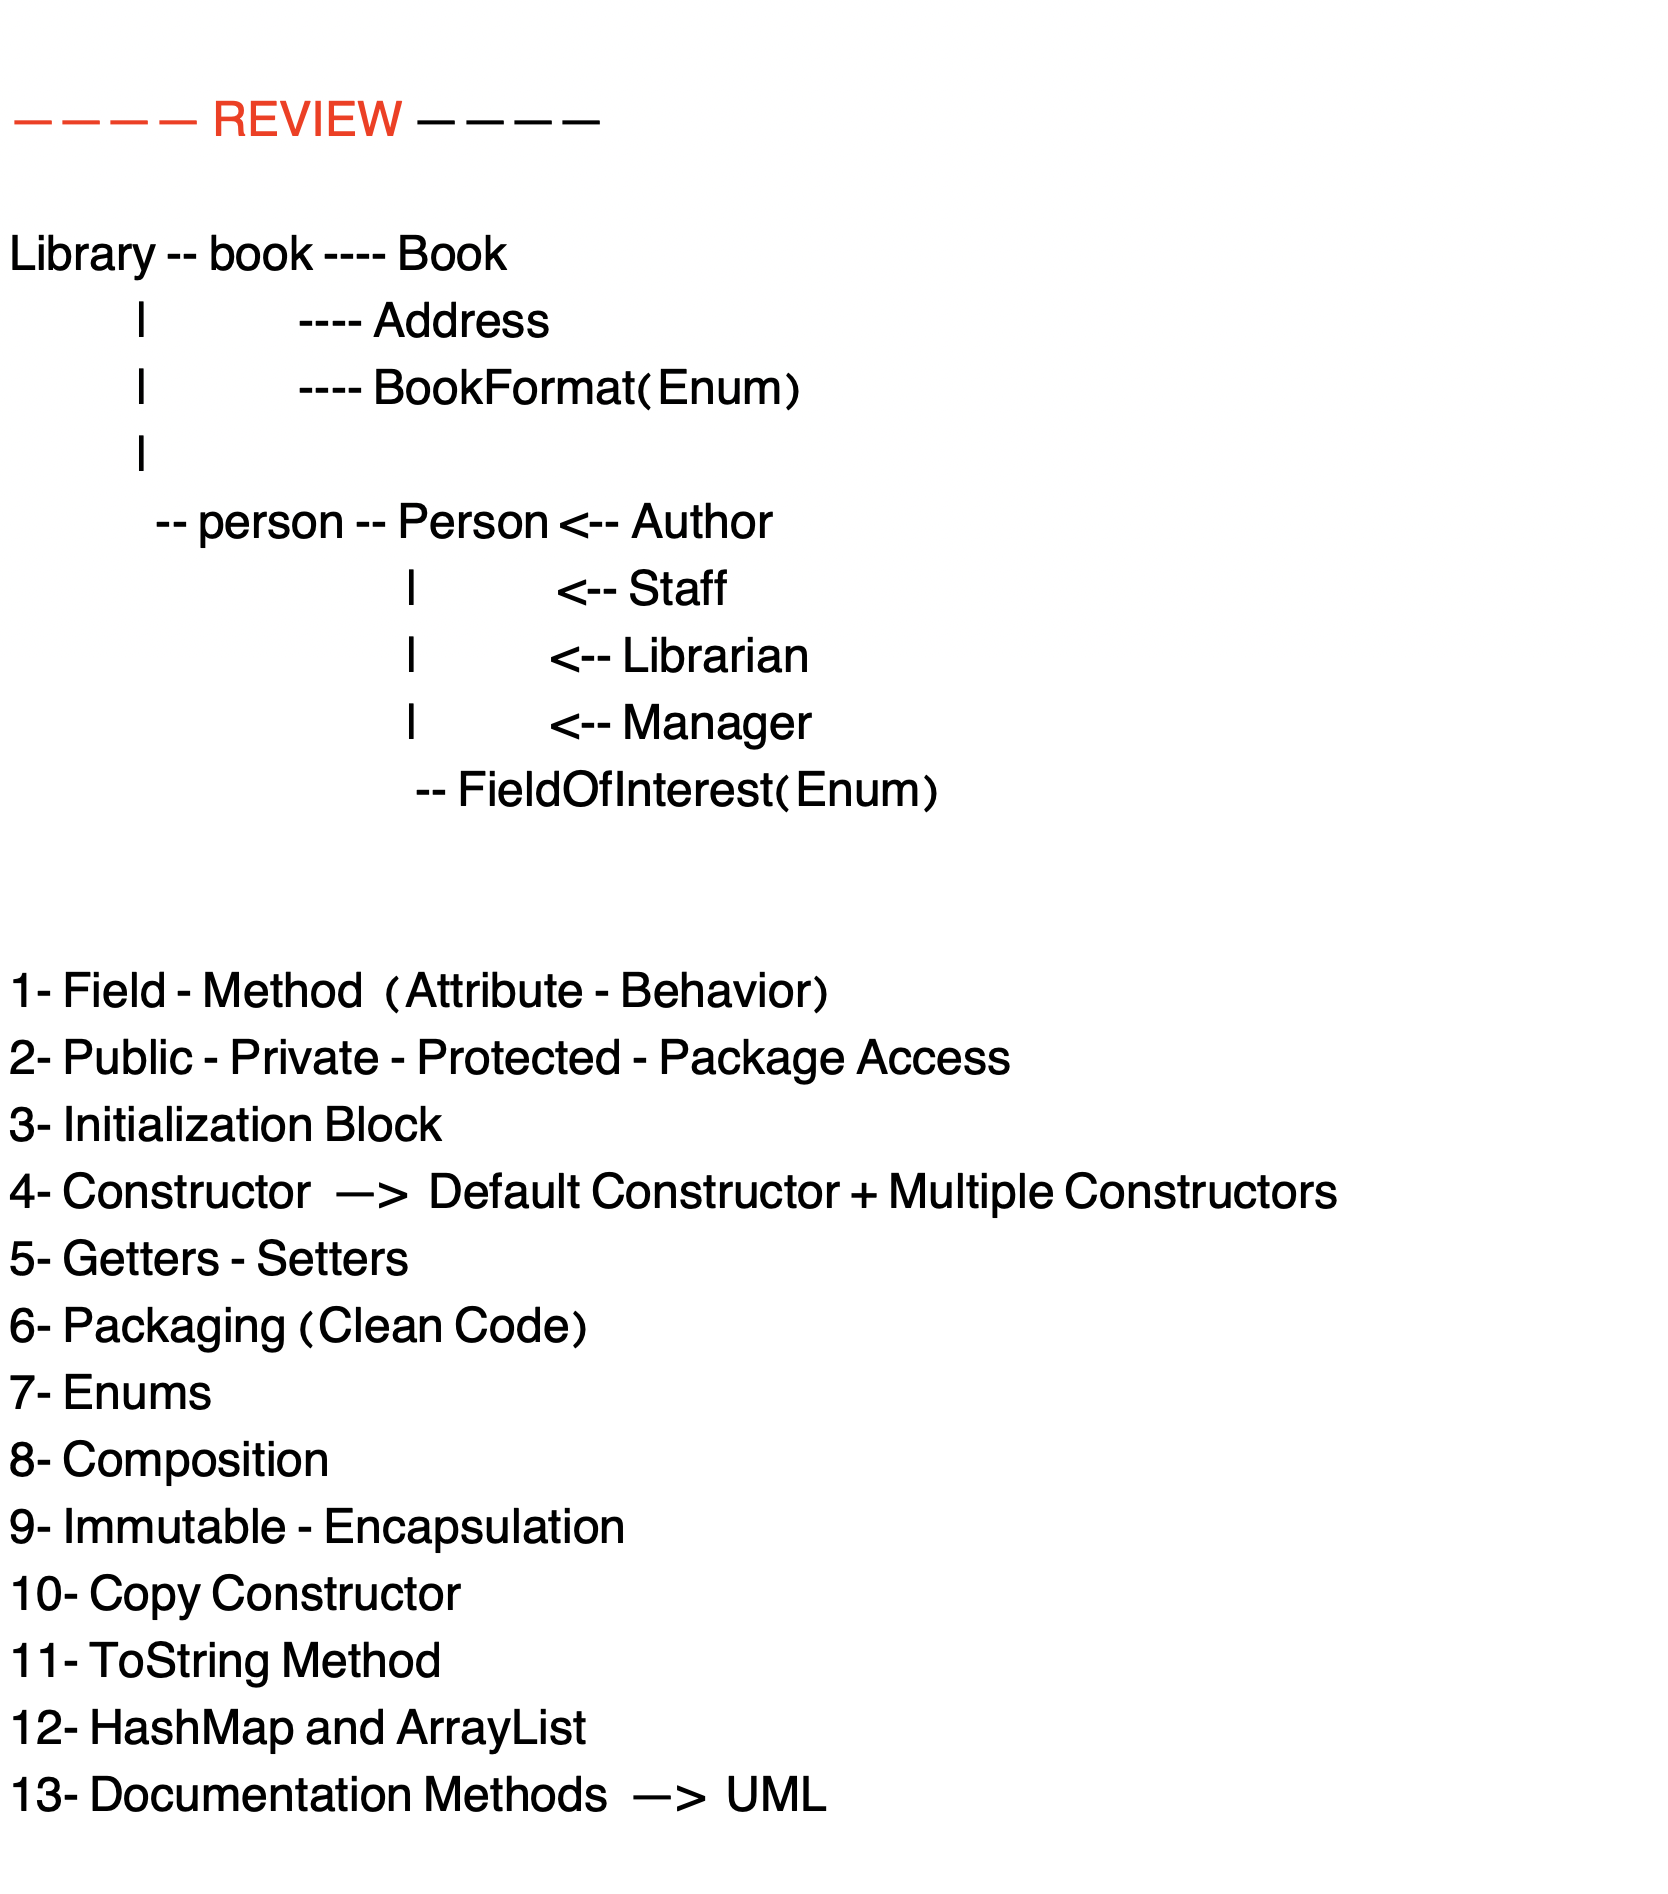 ———— REVIEW ————
Library -- book ---- Book
| ---- Address
| ---- BookFormat(Enum)
|
-- person -- Person <-- Author
| <-- Staff
| <-- Librarian
| <-- Manager
-- FieldOfInterest(Enum)
1- Field - Method (Attribute - Behavior)
2- Public - Private - Protected - Package Access
3- Initialization Block
4- Constructor —> Default Constructor + Multiple Constructors
5- Getters - Setters
6- Packaging (Clean Code)
7- Enums
8- Composition
9- Immutable - Encapsulation
10- Copy Constructor
11- ToString Method
12- HashMap and ArrayList
13- Documentation Methods —> UML